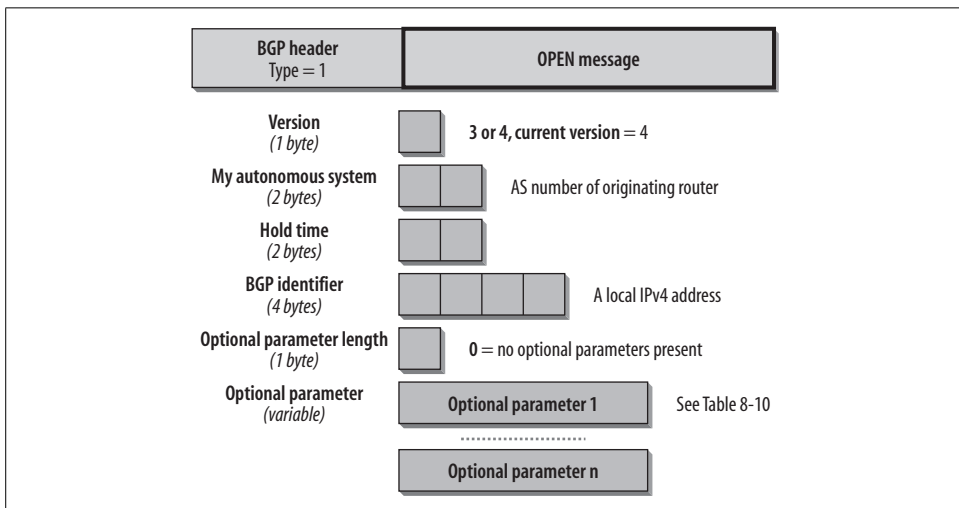 BGP header
Type = 1
OPEN message
Version
(1 byte)
3 or 4, current version = 4
My autonomous system
(2 bytes)
AS number of originating router
Hold time
(2 bytes)
BGP identifier
(4 bytes)
A local IPv4 address
Optional parameter length
(1 byte)
0 = no optional parameters present
Optional parameter
(variable)
Optional parameter 1
See Table 8-10
Optional parameter n